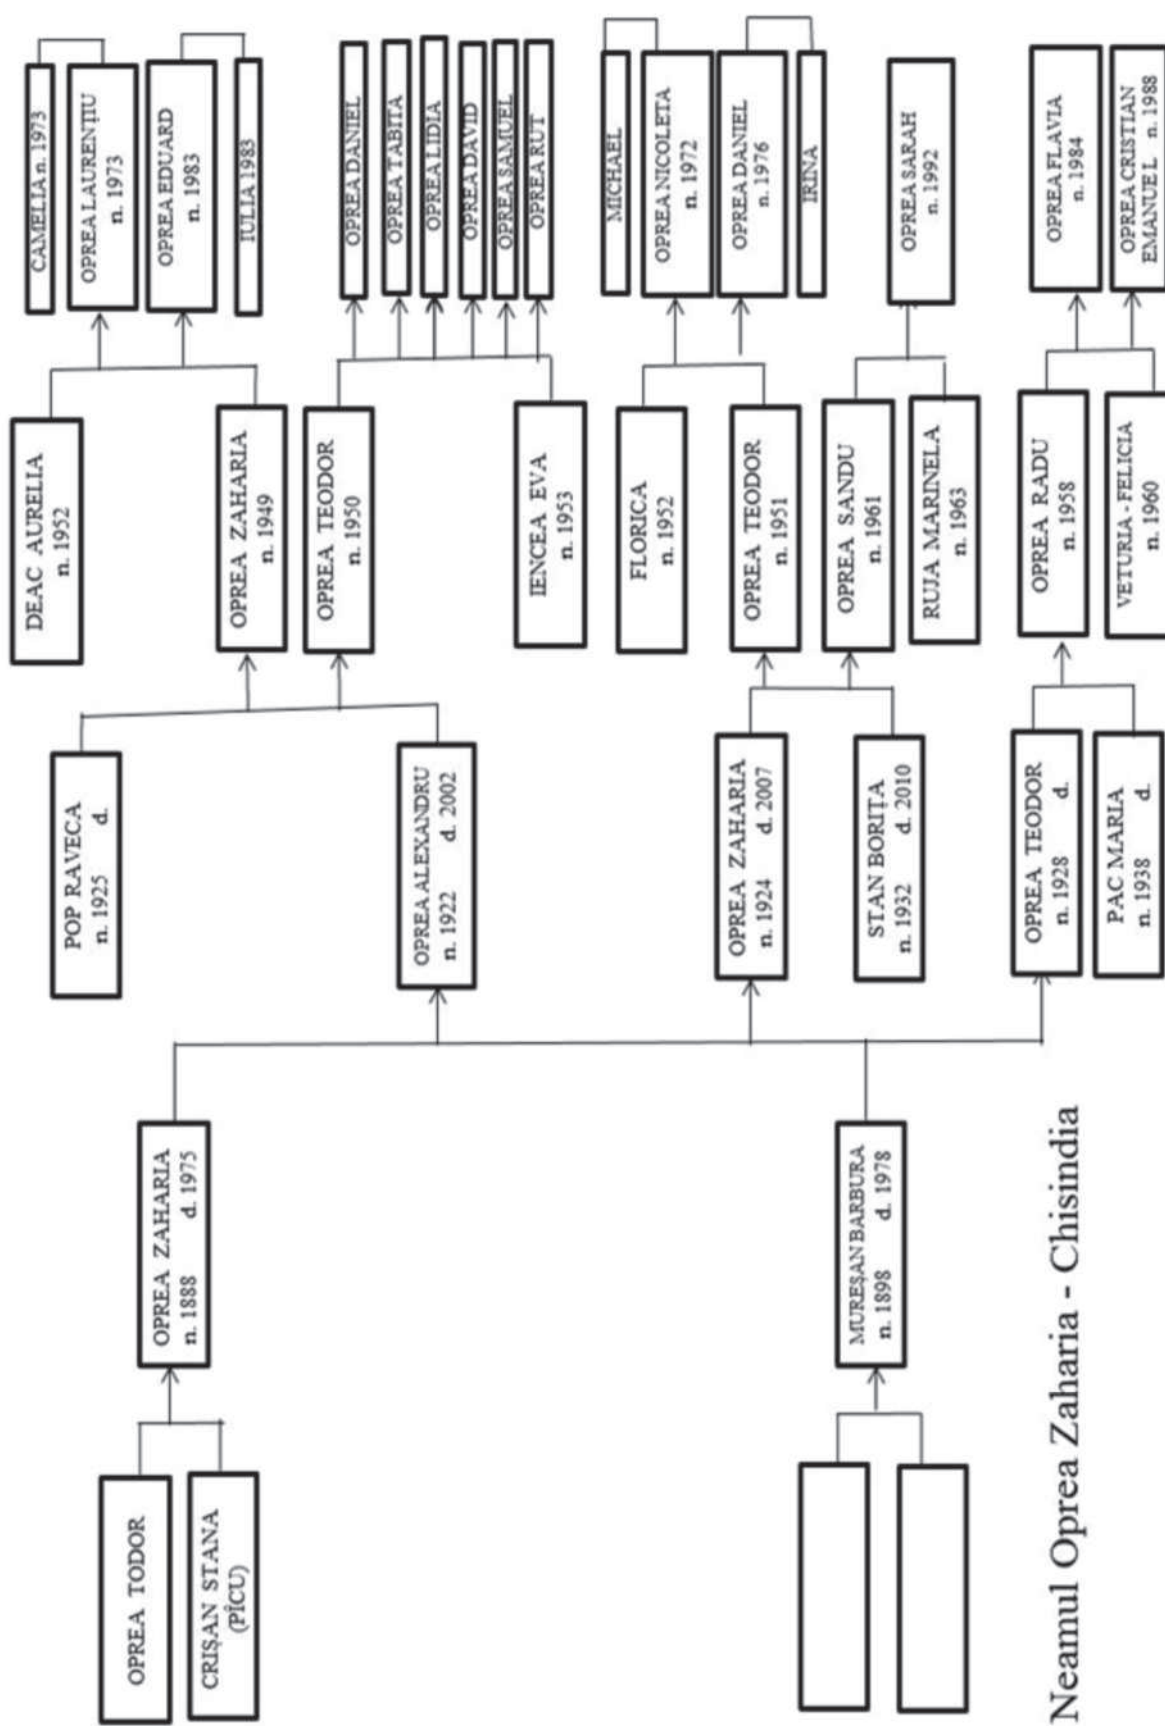 OPREA TODOR
CRIȘAN STANA
(PÎCU)
OPREA ZAHARIA
n. 1888 d. 1975
MUREȘAN BARBURA
n. 1898 d. 1978
POP RAVECA
n. 1925 d.
OPREA ALEXANDRU
n. 1922 d. 2002
OPREA ZAHARIA
n. 1924 d. 2007
STAN BORIȚA
n. 1932 d. 2010
OPREA TEODOR
n. 1928 d.
PAC MARIA
n. 1938 d.
DEAC AURELIA
n. 1952
OPREA ZAHARIA
n. 1949
OPREA TEODOR
n. 1950
IENCEA EVA
n. 1953
FLORICA
n. 1952
OPREA TEODOR
n. 1951
OPREA SANDU
n. 1961
RUJA MARINELA
n. 1963
OPREA RADU
n. 1958
VETURIA - FELICIA
n. 1960
CAMELIA n. 1973
OPREA LAURENȚIU
n. 1973
OPREA EDUARD
n. 1983
IULIA 1983
OPREA DANIEL
OPREA TABITA
OPREA LIDIA
OPREA DAVID
OPREA SAMUEL
OPREA RUT
MICHAEL
OPREA NICOLETA
n. 1972
OPREA DANIEL
n. 1976
IRINA
OPREA SARAH
n. 1992
OPREA FLAVIA
n. 1984
OPREA CRISTIAN
EMANUEL n. 1988
Neamul Oprea Zaharia - Chisindia